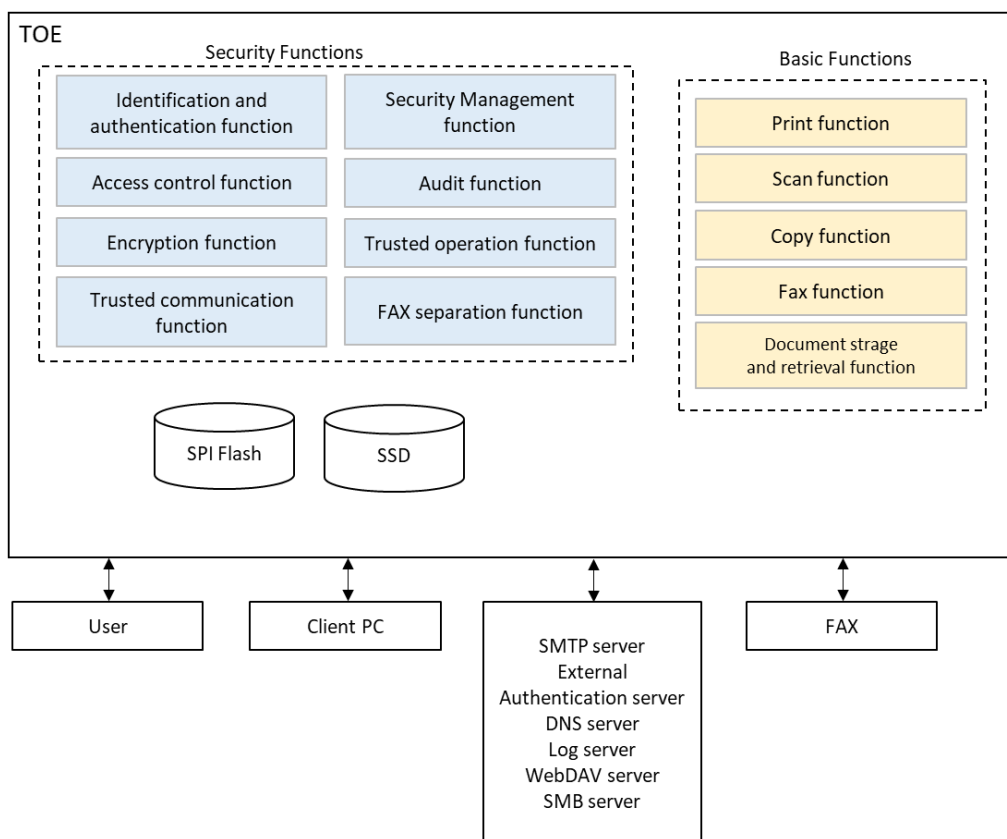 TOE
Security Functions
Identification and
authentication function
Security Management
function
Access control function
Audit function
Encryption function
Trusted operation function
Trusted communication
function
FAX separation function
Basic Functions
Print function
Scan function
Copy function
Fax function
Document strage
and retrieval function
SPI Flash
SSD
User
Client PC
SMTP server
External
Authentication server
DNS server
Log server
WebDAV server
SMB server
FAX